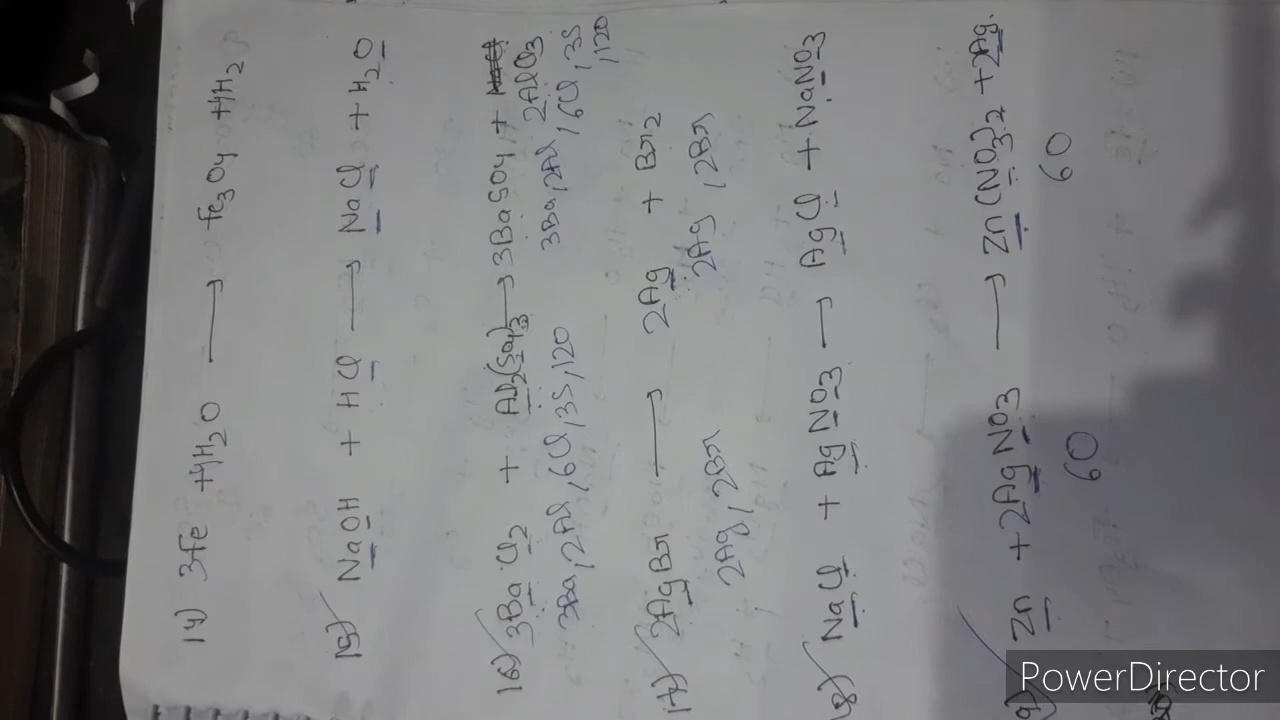 14) 3Fe +4H2O → Fe3O4 +4H2
15) NaOH + HCl → NaCl + H2O
16) 3BaCl2 + Al2(SO4)3 → 3BaSO4 + 2AlCl3
3Ba, 2Al, 6Cl, 3S, 12O 3Ba, 2Al, 6Cl, 3S, 12O
17) 2AgBr → 2Ag + Br2
2Ag, 2Br 2Ag, 2Br
18) NaCl + AgNO3 → AgCl + NaNO3
19) Zn + 2AgNO3 → Zn(NO3)2 + 2Ag.
6O 6O
PowerDirector